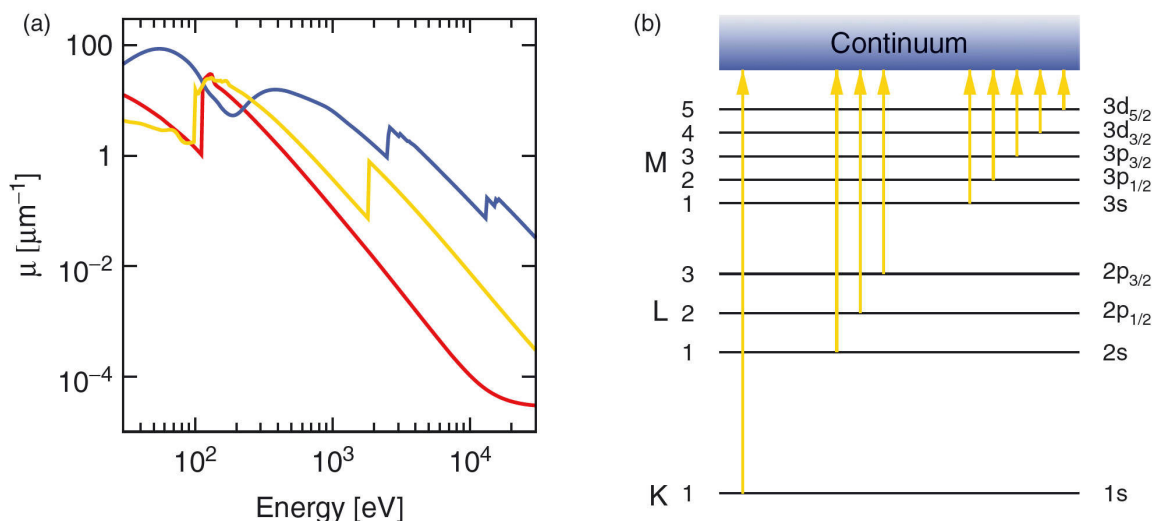 (a)
100
1
10⁻²
10⁻⁴
μ [μm⁻¹]
10² 10³ 10⁴
Energy [eV]
(b)
Continuum
5 3d₅/₂
4 3d₃/₂
M 3 3p₃/₂
2 3p₁/₂
1 3s
3 2p₃/₂
L 2 2p₁/₂
1 2s
K 1 1s